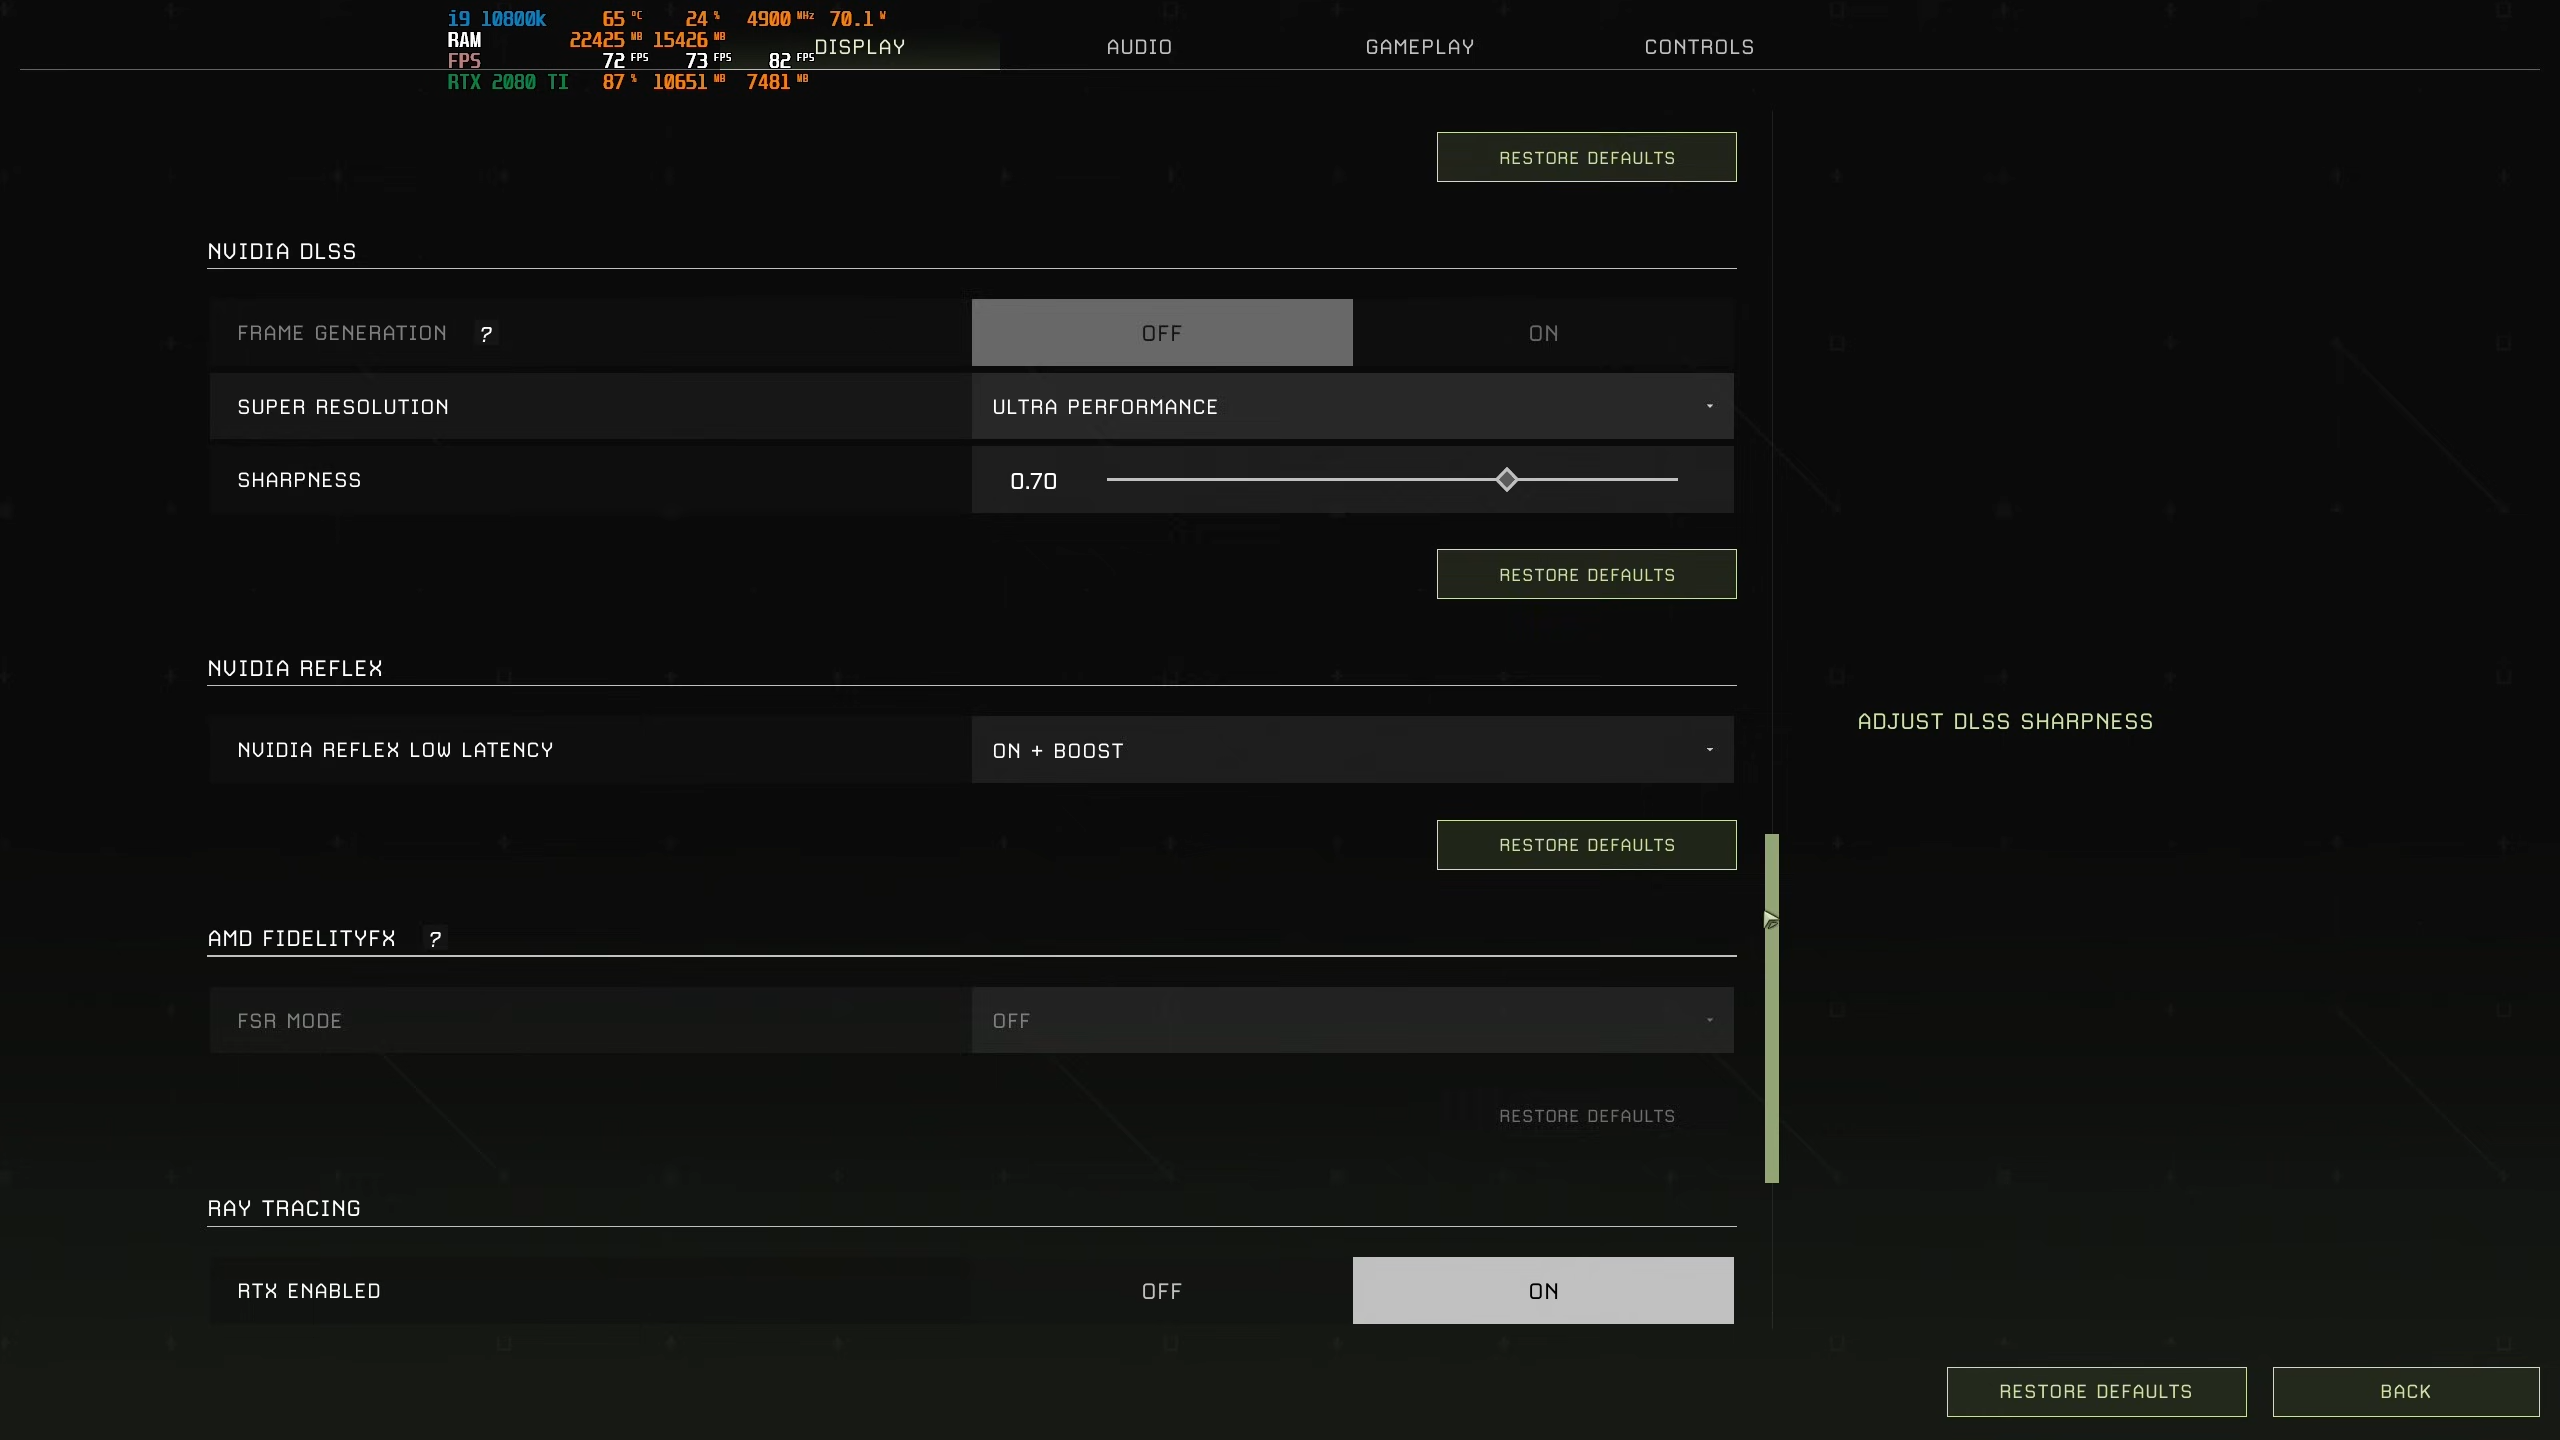 i9 10800k 65 °C 24 % 4900 MHz 70.1 W
RAM 22425 MB 15426 MB
FPS 72 FPS 73 FPS 82 FPS
RTX 2080 TI 87 % 10651 MB 7481 MB
DISPLAY AUDIO GAMEPLAY CONTROLS
RESTORE DEFAULTS
NVIDIA DLSS
FRAME GENERATION ? OFF ON
SUPER RESOLUTION ULTRA PERFORMANCE
SHARPNESS 0.70
RESTORE DEFAULTS
NVIDIA REFLEX
ADJUST DLSS SHARPNESS
NVIDIA REFLEX LOW LATENCY ON + BOOST
RESTORE DEFAULTS
AMD FIDELITYFX ?
FSR MODE OFF
RESTORE DEFAULTS
RAY TRACING
RTX ENABLED OFF ON
RESTORE DEFAULTS BACK